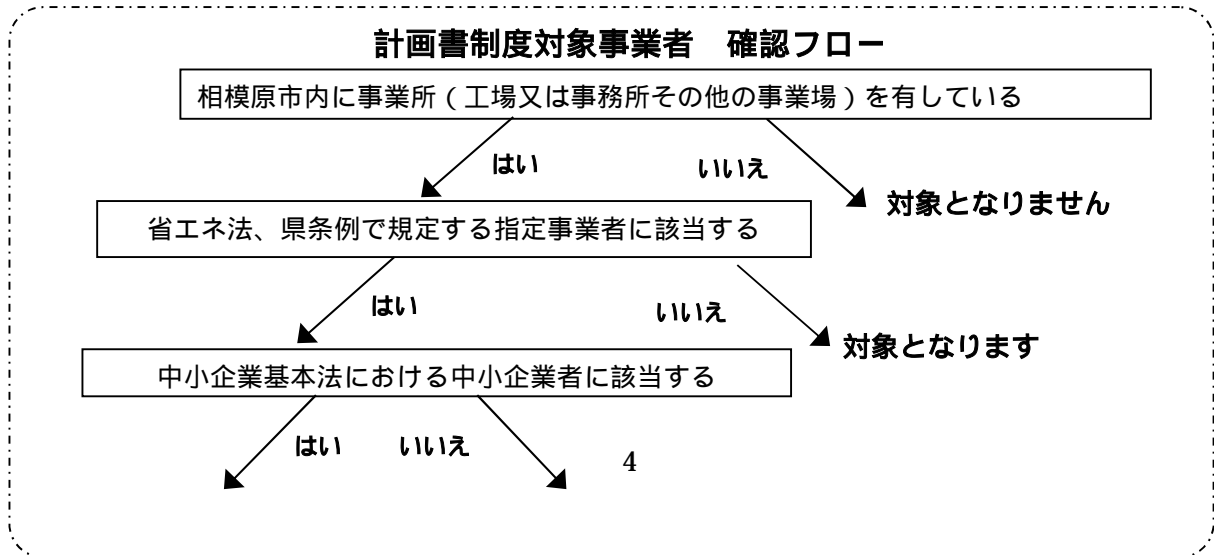 計画書制度対象事業者　確認フロー
相模原市内に事業所（工場又は事務所その他の事業場）を有している
はい
いいえ
対象となりません
省エネ法、県条例で規定する指定事業者に該当する
はい
いいえ
対象となります
中小企業基本法における中小企業者に該当する
はい
いいえ
4